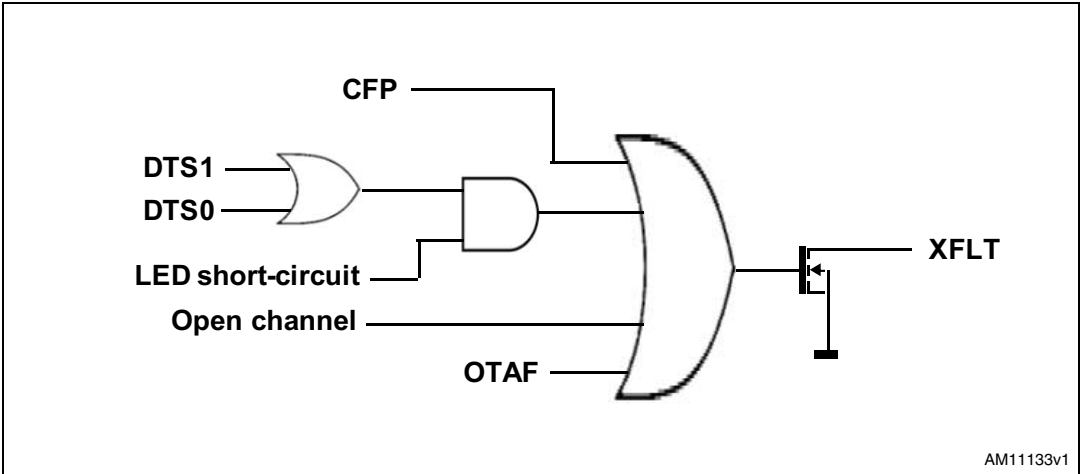 CFP
DTS1
DTS0
LED short-circuit
Open channel
OTAF
XFLT
AM11133v1